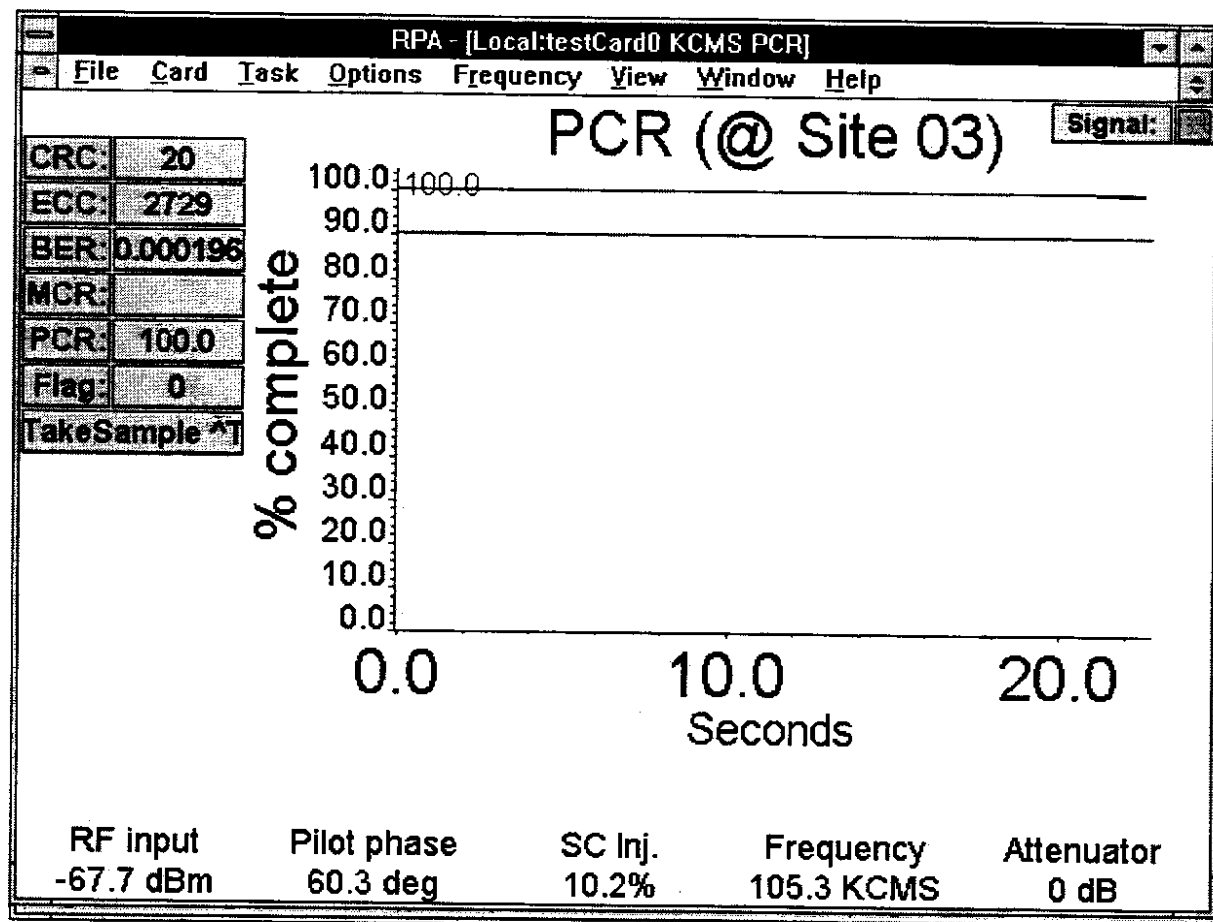 RPA - [Local:testCard0 KCMS PCR]
File Card Task Options Frequency View Window Help
PCR (@ Site 03)
Signal:
CRC: 20
ECC: 2729
BER: 0.000196
MCR:
PCR: 100.0
Flag: 0
TakeSample ^T
% complete
100.0
100.0
90.0
80.0
70.0
60.0
50.0
40.0
30.0
20.0
10.0
0.0
0.0 10.0 20.0
Seconds
RF input Pilot phase SC Inj. Frequency Attenuator
-67.7 dBm 60.3 deg 10.2% 105.3 KCMS 0 dB